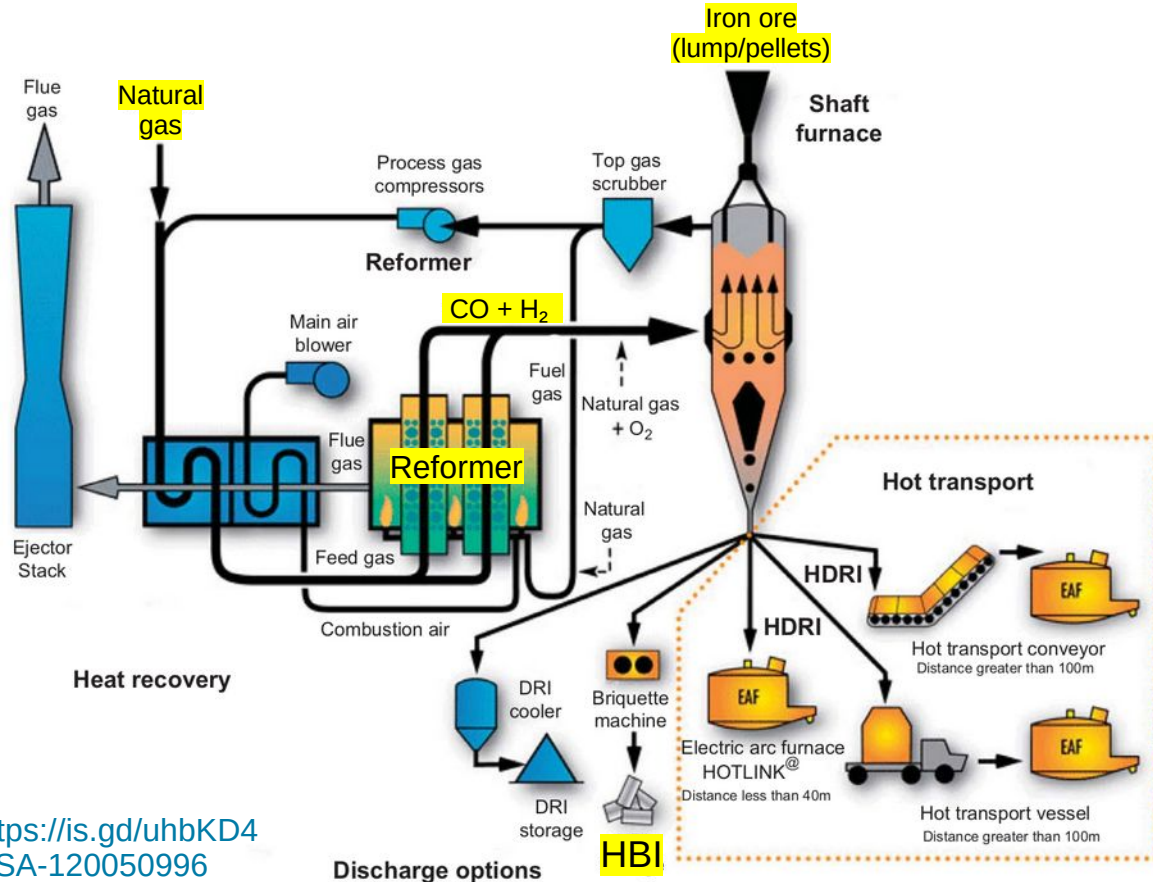 Iron ore
(lump/pellets)
Flue
gas
Natural
gas
Shaft
furnace
Process gas
compressors
Top gas
scrubber
Reformer
CO + H₂
Main air
blower
Fuel
gas
Natural gas
+ O₂
Flue
gas
Reformer
Hot transport
Natural
gas
Ejector
Stack
Feed gas
HDRI
EAF
Combustion air
HDRI
Hot transport conveyor
Distance greater than 100m
Heat recovery
DRI
cooler
Briquette
machine
EAF
Electric arc furnace
HOTLINK@
Distance less than 40m
EAF
DRI
storage
Hot transport vessel
Distance greater than 100m
tps://is.gd/uhbKD4
SA-120050996
Discharge options
HBI